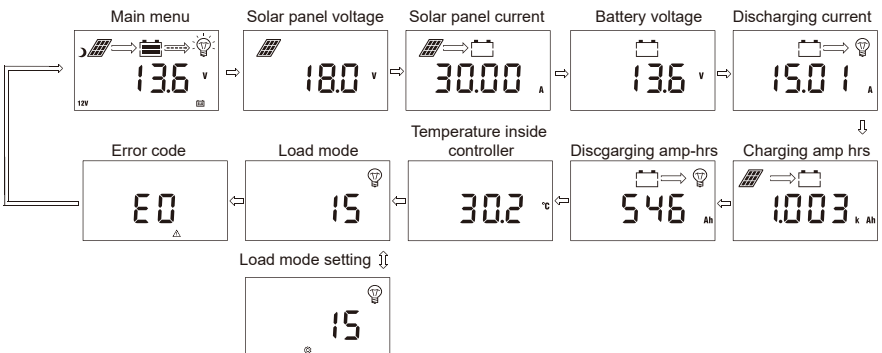 Main menu
Solar panel voltage
Solar panel current
Battery voltage
Discharging current
13.6 V
12V
18.0 V
30.00 A
13.6 V
15.01 A
Error code
Load mode
Temperature inside
controller
Discgarging amp-hrs
Charging amp hrs
E0
15
30.2 °C
546 Ah
1.003 k Ah
Load mode setting
15